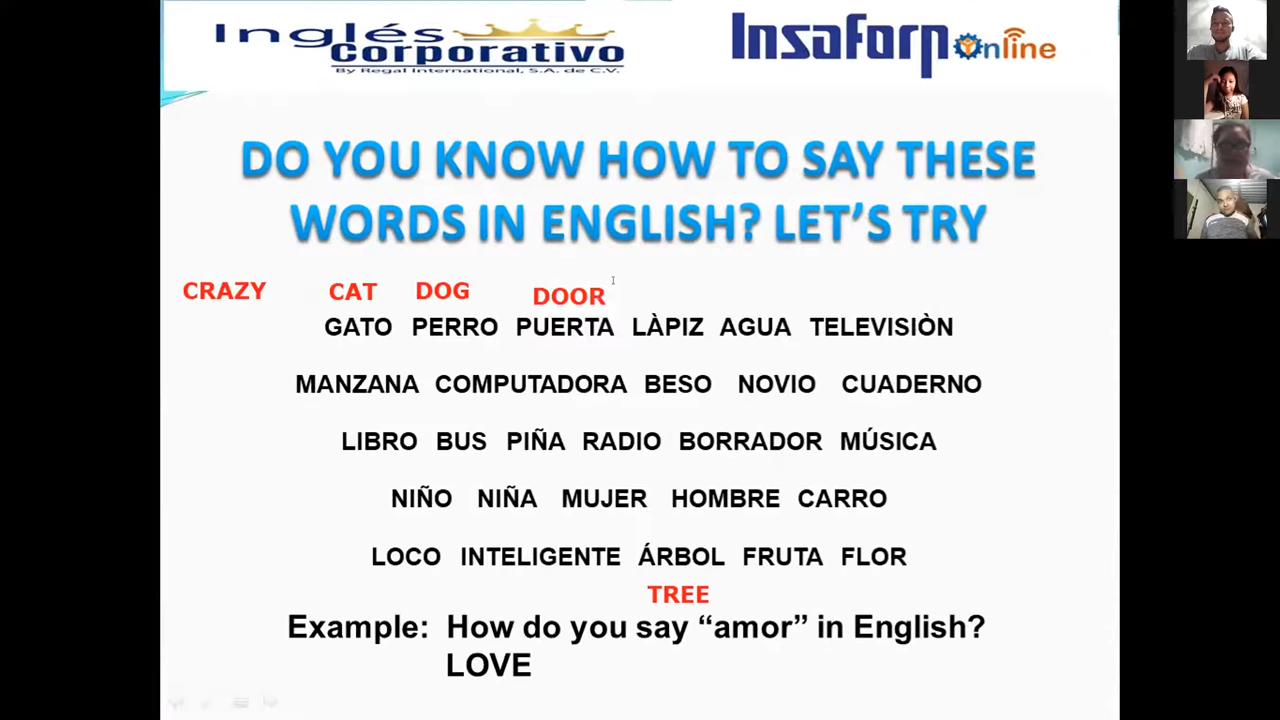 Inglés Corporativo
By Regal International, S.A. de C.V.
Insaforp Online
DO YOU KNOW HOW TO SAY THESE
WORDS IN ENGLISH? LET'S TRY
CRAZY CAT DOG DOOR
GATO PERRO PUERTA LÀPIZ AGUA TELEVISIÒN
MANZANA COMPUTADORA BESO NOVIO CUADERNO
LIBRO BUS PIÑA RADIO BORRADOR MÚSICA
NIÑO NIÑA MUJER HOMBRE CARRO
LOCO INTELIGENTE ÁRBOL FRUTA FLOR
TREE
Example: How do you say “amor” in English?
LOVE